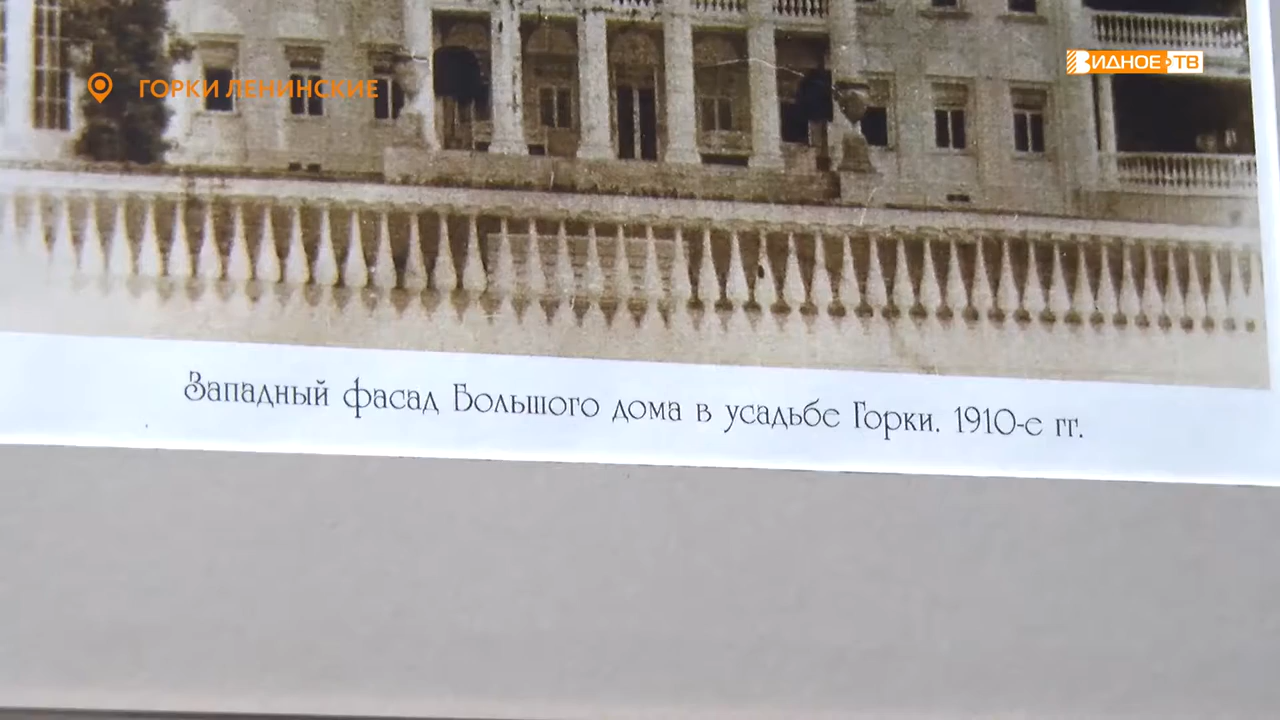 ГОРКИ ЛЕНИНСКИЕ
ВИДНОЕ ТВ
Западный фасад Большого дома в усадьбе Горки. 1910-е гг.